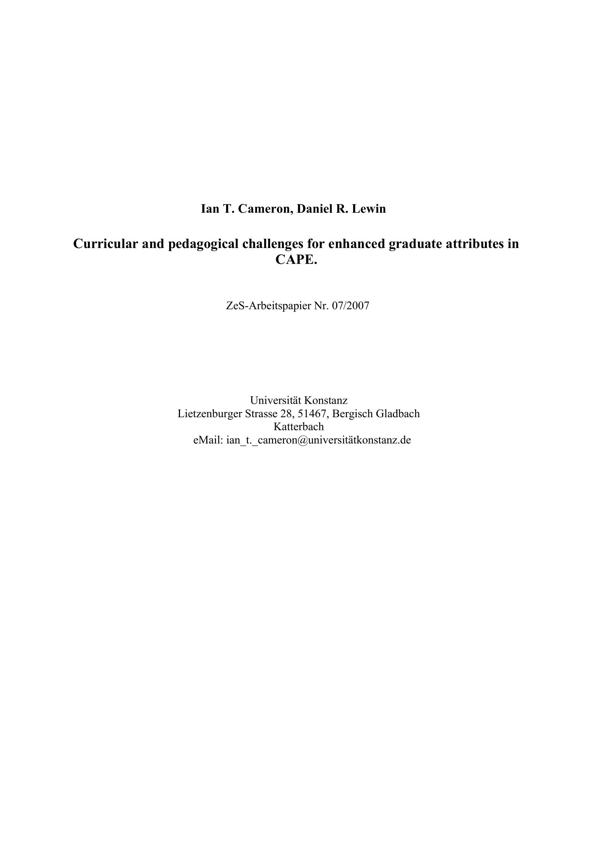 Ian T. Cameron, Daniel R. Lewin
Curricular and pedagogical challenges for enhanced graduate attributes in
CAPE.
ZeS-Arbeitspapier Nr. 07/2007
Universität Konstanz
Lietzenburger Strasse 28, 51467, Bergisch Gladbach
Katterbach
eMail: ian_t._cameron@universitätkonstanz.de